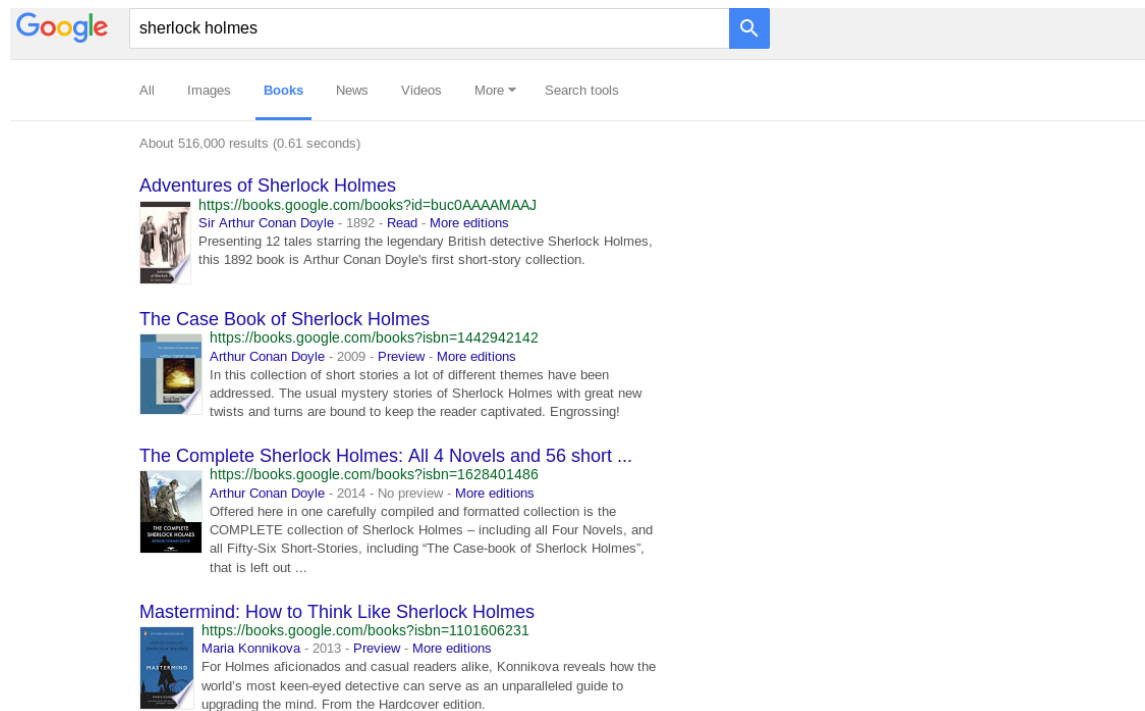 Google
sherlock holmes
All Images Books News Videos More Search tools
About 516,000 results (0.61 seconds)
Adventures of Sherlock Holmes
https://books.google.com/books?id=buc0AAAAMAAJ
Sir Arthur Conan Doyle - 1892 - Read - More editions
Presenting 12 tales starring the legendary British detective Sherlock Holmes,
this 1892 book is Arthur Conan Doyle's first short-story collection.
The Case Book of Sherlock Holmes
https://books.google.com/books?isbn=1442942142
Arthur Conan Doyle - 2009 - Preview - More editions
In this collection of short stories a lot of different themes have been
addressed. The usual mystery stories of Sherlock Holmes with great new
twists and turns are bound to keep the reader captivated. Engrossing!
The Complete Sherlock Holmes: All 4 Novels and 56 short ...
https://books.google.com/books?isbn=1628401486
Arthur Conan Doyle - 2014 - No preview - More editions
Offered here in one carefully compiled and formatted collection is the
COMPLETE collection of Sherlock Holmes – including all Four Novels, and
all Fifty-Six Short-Stories, including “The Case-book of Sherlock Holmes”,
that is left out ...
THE COMPLETE
SHERLOCK HOLMES
ARTHUR CONAN DOYLE
Mastermind: How to Think Like Sherlock Holmes
https://books.google.com/books?isbn=1101606231
Maria Konnikova - 2013 - Preview - More editions
For Holmes aficionados and casual readers alike, Konnikova reveals how the
world's most keen-eyed detective can serve as an unparalleled guide to
upgrading the mind. From the Hardcover edition.
MASTERMIND